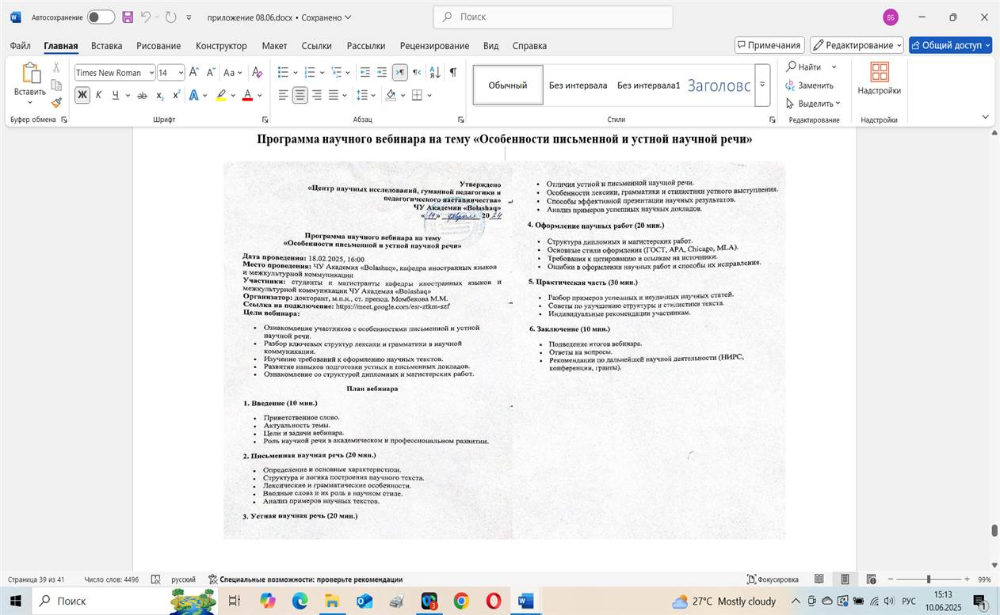 Автосохранение
приложение 08.06.docx • Сохранено
Поиск
ВБ
Файл
Главная
Вставка
Рисование
Конструктор
Макет
Ссылки
Рассылки
Рецензирование
Вид
Справка
Примечания
Редактирование
Общий доступ
Вставить
Буфер обмена
Times New Roman
14
Шрифт
Абзац
Обычный
Без интервала
Без интервала1
Заголовс
Стили
Найти
Заменить
Выделить
Редактирование
Надстройки
Надстройки
Программа научного вебинара на тему «Особенности письменной и устной научной речи»
Утверждено
«Центр научных исследований, гуманной педагогики и
педагогического наставничества»
ЧУ Академии «Bolashaq»
20 24
Программа научного вебинара на тему
«Особенности письменной и устной научной речи»
Дата проведения: 18.02.2025, 16:00
Место проведения: ЧУ Академия «Bolashaq», кафедра иностранных языков
и межкультурной коммуникации
Участники: студенты и магистранты кафедры иностранных языков и
межкультурной коммуникации ЧУ Академия «Bolashaq»
Организатор: докторант, м.п.н., ст. препод. Момбекова М.М.
Ссылка на подключение: https://meet.google.com/esr-ztkm-szf
Цели вебинара:
• Ознакомление участников с особенностями письменной и устной
научной речи.
• Разбор ключевых структур лексики и грамматики в научной
коммуникации.
• Изучение требований к оформлению научных текстов.
• Развитие навыков подготовки устных и письменных докладов.
• Ознакомление со структурой дипломных и магистерских работ.
План вебинара
1. Введение (10 мин.)
• Приветственное слово.
• Актуальность темы.
• Цели и задачи вебинара.
• Роль научной речи в академическом и профессиональном развитии.
2. Письменная научная речь (20 мин.)
• Определение и основные характеристики.
• Структура и логика построения научного текста.
• Лексические и грамматические особенности.
• Вводные слова и их роль в научном стиле.
• Анализ примеров научных текстов.
3. Устная научная речь (20 мин.)
• Отличия устной и письменной научной речи.
• Особенности лексики, грамматики и стилистики устного выступления.
• Способы эффективной презентации научных результатов.
• Анализ примеров успешных научных докладов.
4. Оформление научных работ (20 мин.)
• Структура дипломных и магистерских работ.
• Основные стили оформления (ГОСТ, APA, Chicago, MLA).
• Требования к цитированию и ссылкам на источники.
• Ошибки в оформлении научных работ и способы их исправления.
5. Практическая часть (30 мин.)
• Разбор примеров успешных и неудачных научных статей.
• Советы по улучшению структуры и стилистики текста.
• Индивидуальные рекомендации участникам.
6. Заключение (10 мин.)
• Подведение итогов вебинара.
• Ответы на вопросы.
• Рекомендации по дальнейшей научной деятельности (НИРС,
конференции, гранты).
Страница 39 из 41
Число слов: 4496
русский
Специальные возможности: проверьте рекомендации
Фокусировка
99%
Поиск
27°C Mostly cloudy
РУС
15:13
10.06.2025